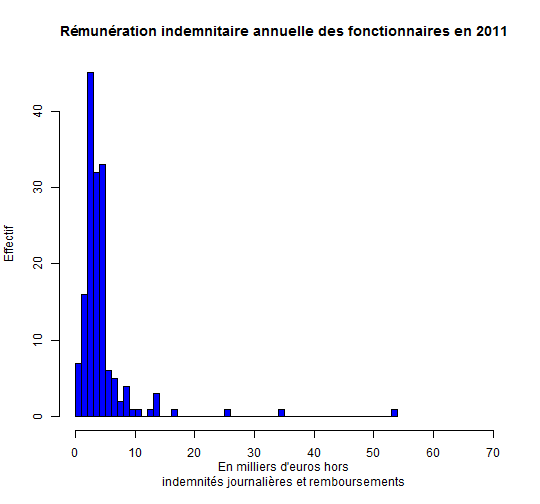 Rémunération indemnitaire annuelle des fonctionnaires en 2011
Effectif
40
30
20
10
0
0 10 20 30 40 50 60 70
En milliers d'euros hors
indemnités journalières et remboursements